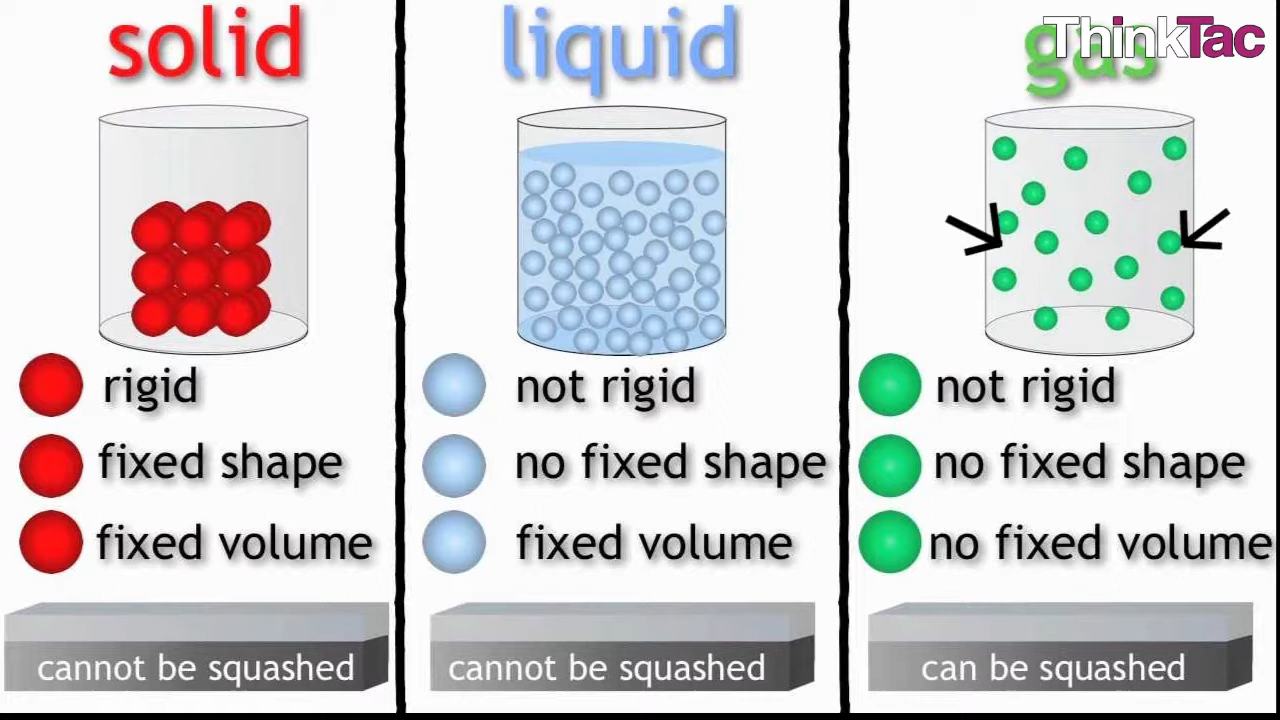 solid
rigid
fixed shape
fixed volume
cannot be squashed
liquid
not rigid
no fixed shape
fixed volume
cannot be squashed
gas
ThinkTac
not rigid
no fixed shape
no fixed volume
can be squashed